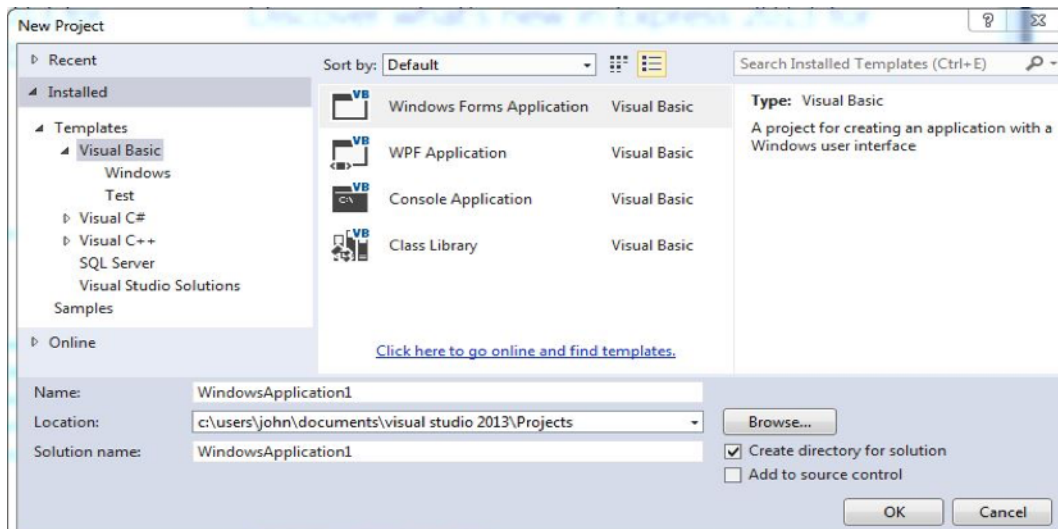 New Project
Recent
Installed
Templates
Visual Basic
Windows
Test
Visual C#
Visual C++
SQL Server
Visual Studio Solutions
Samples
Online
Sort by: Default
VB Windows Forms Application Visual Basic
VB WPF Application Visual Basic
VB Console Application Visual Basic
VB Class Library Visual Basic
Click here to go online and find templates.
Search Installed Templates (Ctrl+E)
Type: Visual Basic
A project for creating an application with a
Windows user interface
Name: WindowsApplication1
Location: c:\users\john\documents\visual studio 2013\Projects Browse...
Solution name: WindowsApplication1 Create directory for solution
Add to source control
OK Cancel